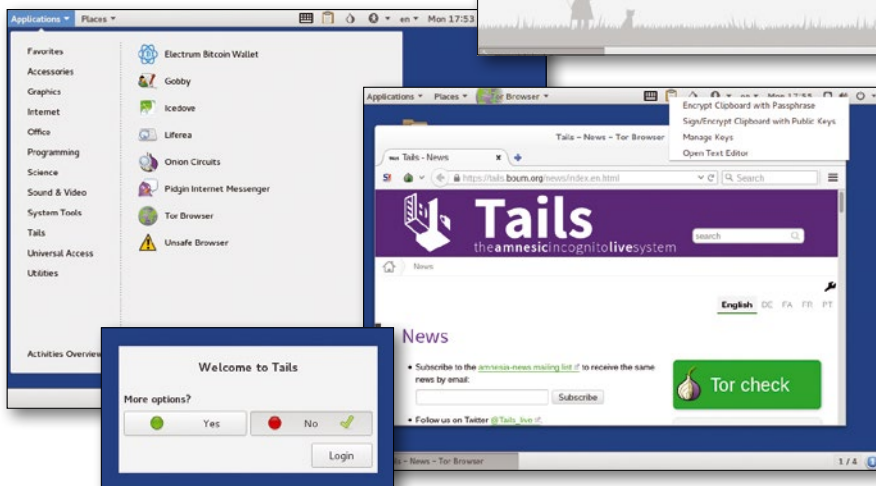 Applications Places en Mon 17:53
Favorites
Accessories
Graphics
Internet
Office
Programming
Science
Sound & Video
System Tools
Tails
Universal Access
Utilities
Activities Overview
Electrum Bitcoin Wallet
Gobby
Icedove
Liferea
Onion Circuits
Pidgin Internet Messenger
Tor Browser
Unsafe Browser
Welcome to Tails
More options?
Yes
No
Login
Applications Places Tor Browser en Mon 17:55
Encrypt Clipboard with Passphrase
Sign/Encrypt Clipboard with Public Keys
Manage Keys
Open Text Editor
Tails - News - Tor Browser
Tails - News
https://tails.boum.org/news/index.en.html
Search
Tails
theamnesicincognitolivesystem
search
News
English DE FA FR PT
News
• Subscribe to the amnesia-news mailing list to receive the same
news by email:
Subscribe
• Follow us on Twitter @Tails_live
Tor check
- News - Tor Browser
1 / 4